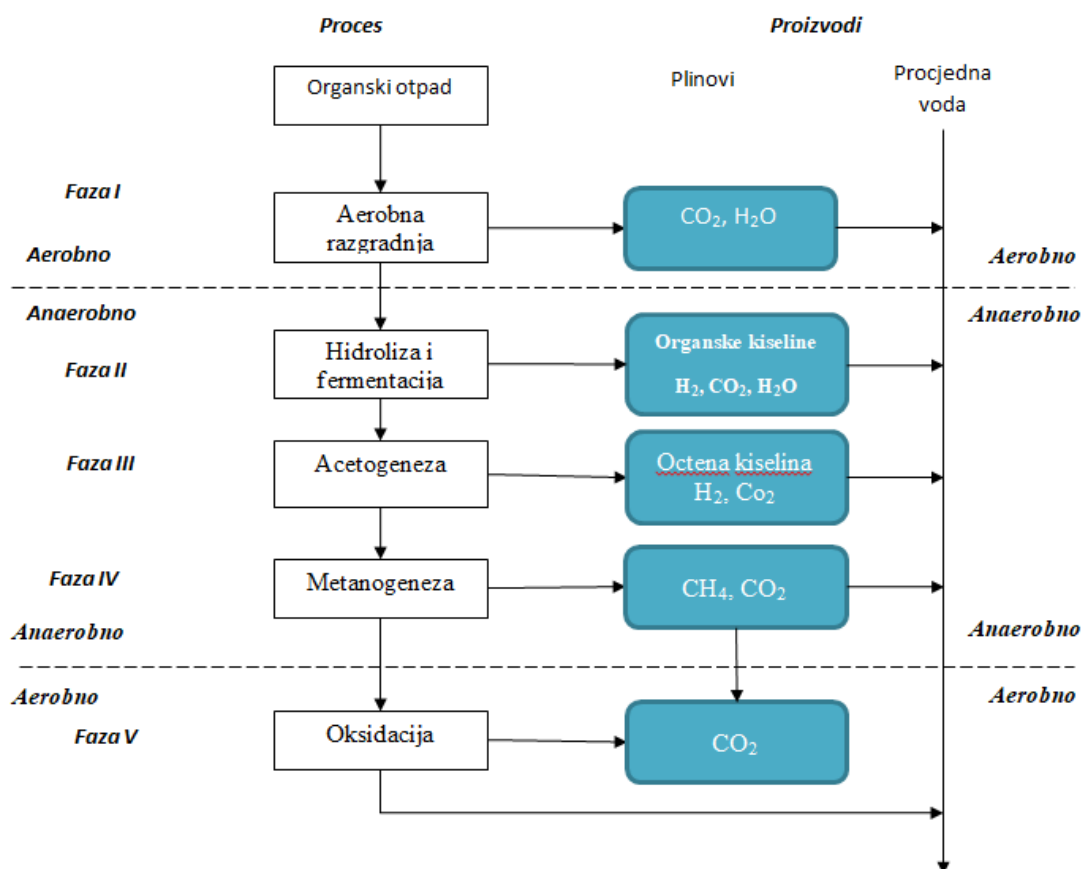 Proces
Proizvodi
Organski otpad
Plinovi
Procjedna
voda
Faza I
Aerobna
razgradnja
CO₂, H₂O
Aerobno
Aerobno
Anaerobno
Anaerobno
Faza II
Hidroliza i
fermentacija
Organske kiseline
H₂, CO₂, H₂O
Faza III
Acetogeneza
Octena kiselina
H₂, Co₂
Faza IV
Metanogeneza
CH₄, CO₂
Anaerobno
Anaerobno
Aerobno
Aerobno
Faza V
Oksidacija
CO₂